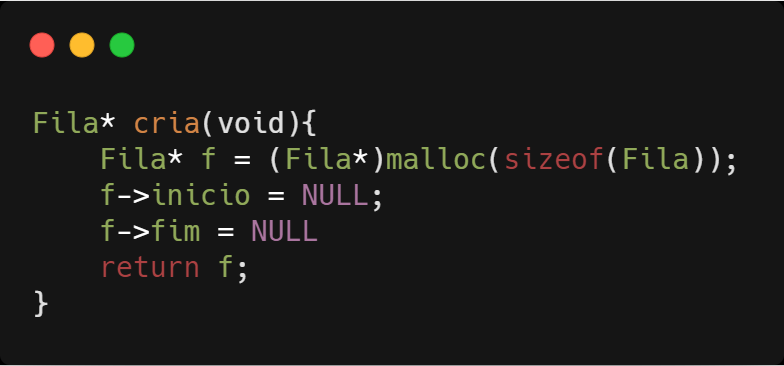 Fila* cria(void){
    Fila* f = (Fila*)malloc(sizeof(Fila));
    f->inicio = NULL;
    f->fim = NULL
    return f;
}